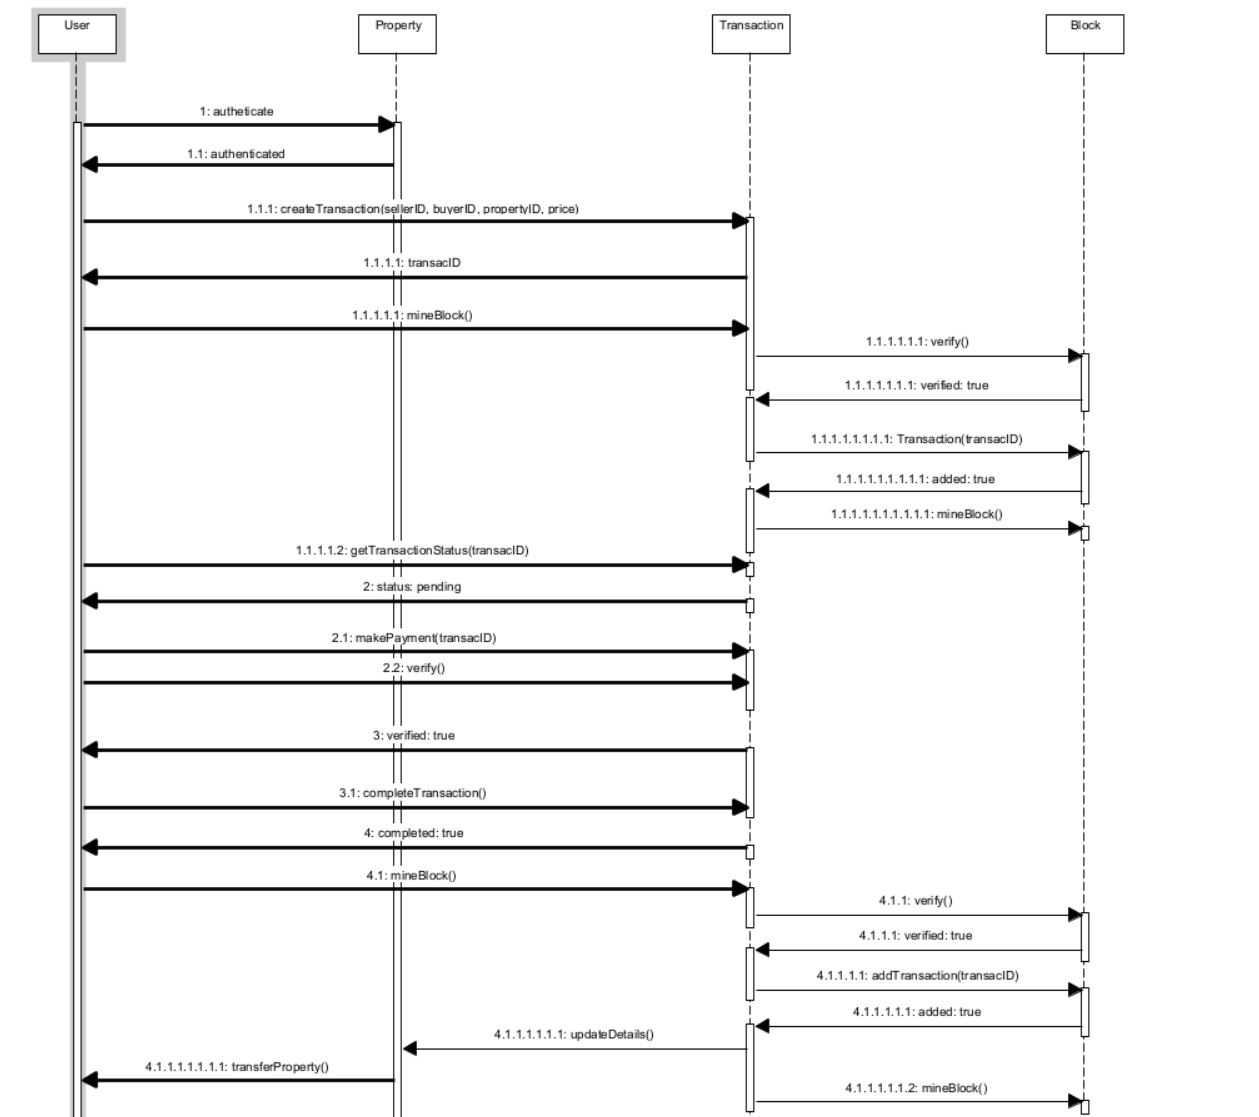 User
Property
Transaction
Block
1: autheticate
1.1: authenticated
1.1.1: createTransaction(sellerID, buyerID, propertyID, price)
1.1.1.1: transacID
1.1.1.1.1: mineBlock()
1.1.1.1.1.1: verify()
1.1.1.1.1.1.1: verified: true
1.1.1.1.1.1.1.1: Transaction(transacID)
1.1.1.1.1.1.1.1.1: added: true
1.1.1.1.1.1.1.1.1.1: mineBlock()
1.1.1.1.2: getTransactionStatus(transacID)
2: status: pending
2.1: makePayment(transacID)
2.2: verify()
3: verified: true
3.1: completeTransaction()
4: completed: true
4.1: mineBlock()
4.1.1: verify()
4.1.1.1: verified: true
4.1.1.1.1: addTransaction(transacID)
4.1.1.1.1.1: added: true
4.1.1.1.1.1.1: updateDetails()
4.1.1.1.1.1.1.1: transferProperty()
4.1.1.1.1.1.2: mineBlock()